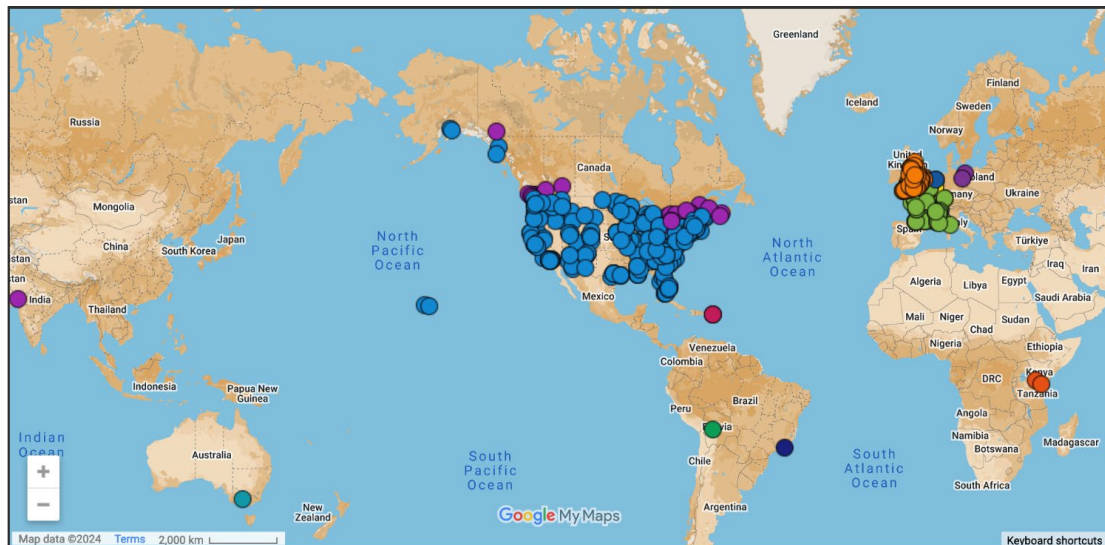 Greenland
Iceland
Finland
Sweden
Norway
Russia
Canada
United
Kingdom
Ukraine
Mongolia
North
Pacific
Ocean
North
Atlantic
Ocean
Japan
South Korea
China
Türkiye
Iraq
Iran
Algeria
Libya
Egypt
Saudi Arabia
India
Thailand
Mexico
Mali
Niger
Chad
Sudan
Nigeria
Ethiopia
Venezuela
Colombia
Kenya
DRC
Tanzania
Indonesia
Papua New
Guinea
Peru
Brazil
Angola
Namibia
Botswana
Madagascar
Indian
Ocean
Australia
South
Pacific
Ocean
Chile
South
Atlantic
Ocean
South Africa
New
Zealand
Argentina
+
−
Google My Maps
Map data ©2024 Terms 2,000 km
Keyboard shortcuts